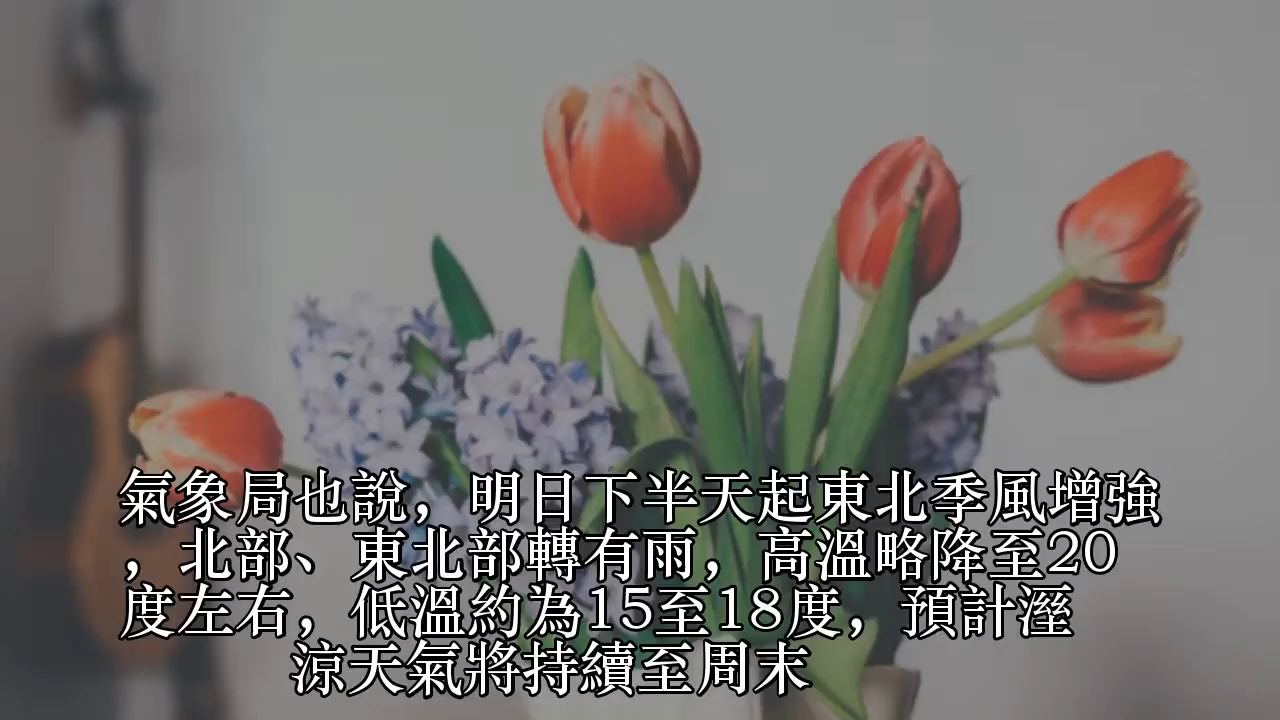 氣象局也說，明日下半天起東北季風增強
，北部、東北部轉有雨，高溫略降至20
度左右，低溫約為15至18度，預計溼
涼天氣將持續至周末